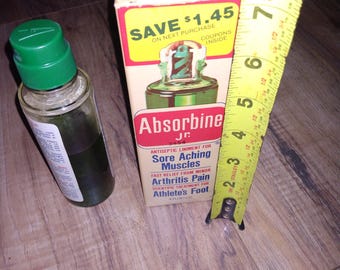 SAVE $1.45
ON NEXT PURCHASE
COUPONS
INSIDE
Absorbine
Jr.
ANTISEPTIC LINIMENT FOR
Sore Aching
Muscles
FAST RELIEF FROM MINOR
Arthritis Pain
Athlete's Foot
7
6
5
4
3
2